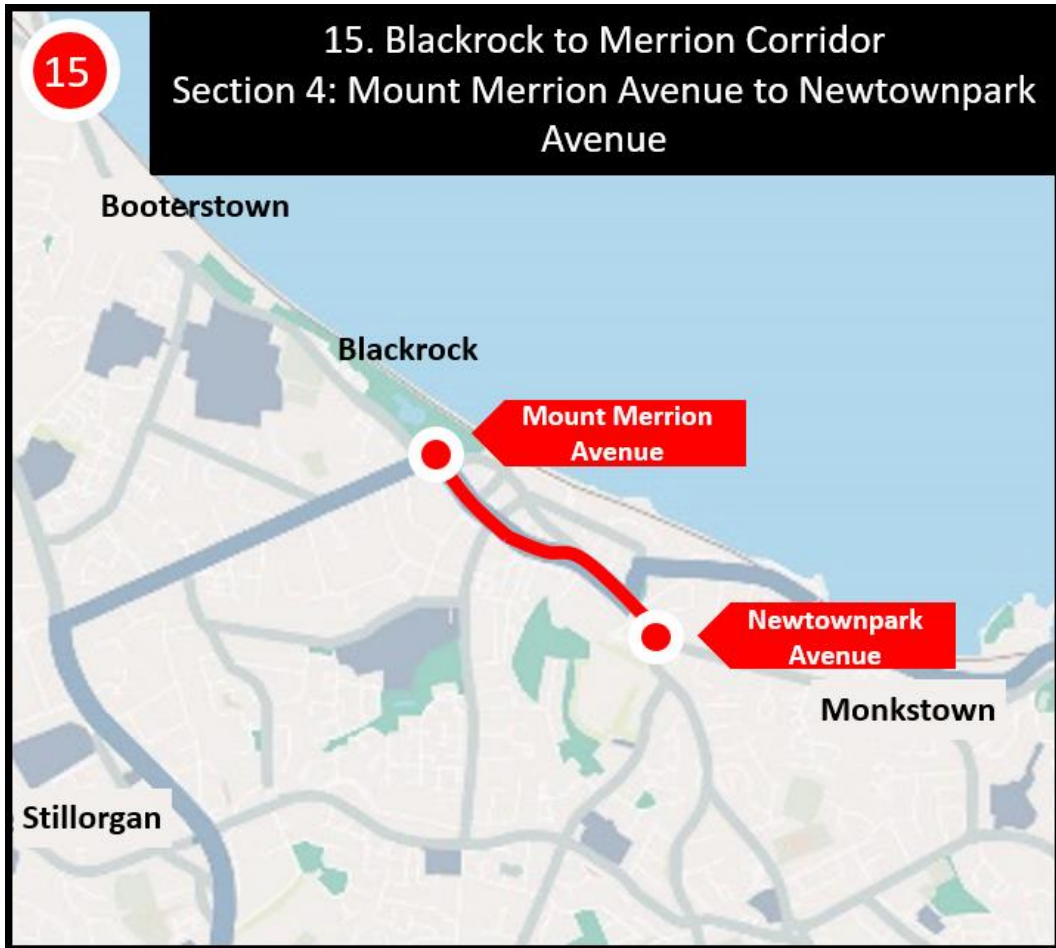 15
15. Blackrock to Merrion Corridor
Section 4: Mount Merrion Avenue to Newtownpark
Avenue
Booterstown
Blackrock
Mount Merrion
Avenue
Newtownpark
Avenue
Monkstown
Stillorgan